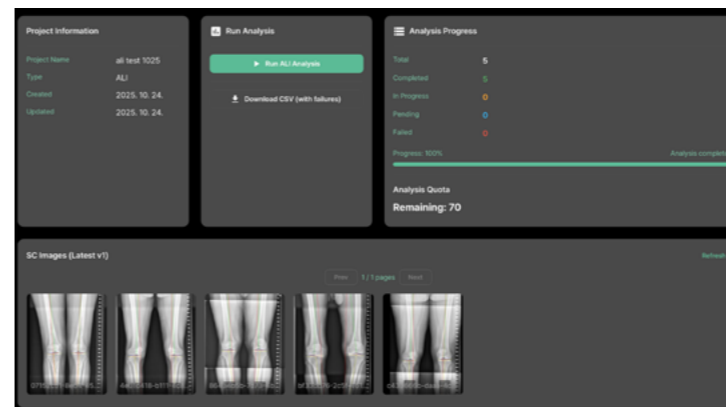 Project Information
Project Name ali test 1025
Type ALI
Created 2025. 10. 24.
Updated 2025. 10. 24.
Run Analysis
Run ALI Analysis
Download CSV (with failures)
Analysis Progress
Total 5
Completed 5
In Progress 0
Pending 0
Failed 0
Progress: 100% Analysis complete
Analysis Quota
Remaining: 70
SC Images (Latest v1)
Refresh
Prev 1 / 1 pages Next